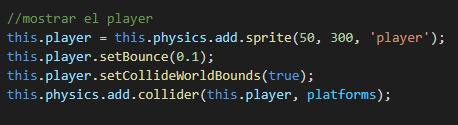 //mostrar el player
this.player = this.physics.add.sprite(50, 300, 'player');
this.player.setBounce(0.1);
this.player.setCollideWorldBounds(true);
this.physics.add.collider(this.player, platforms);